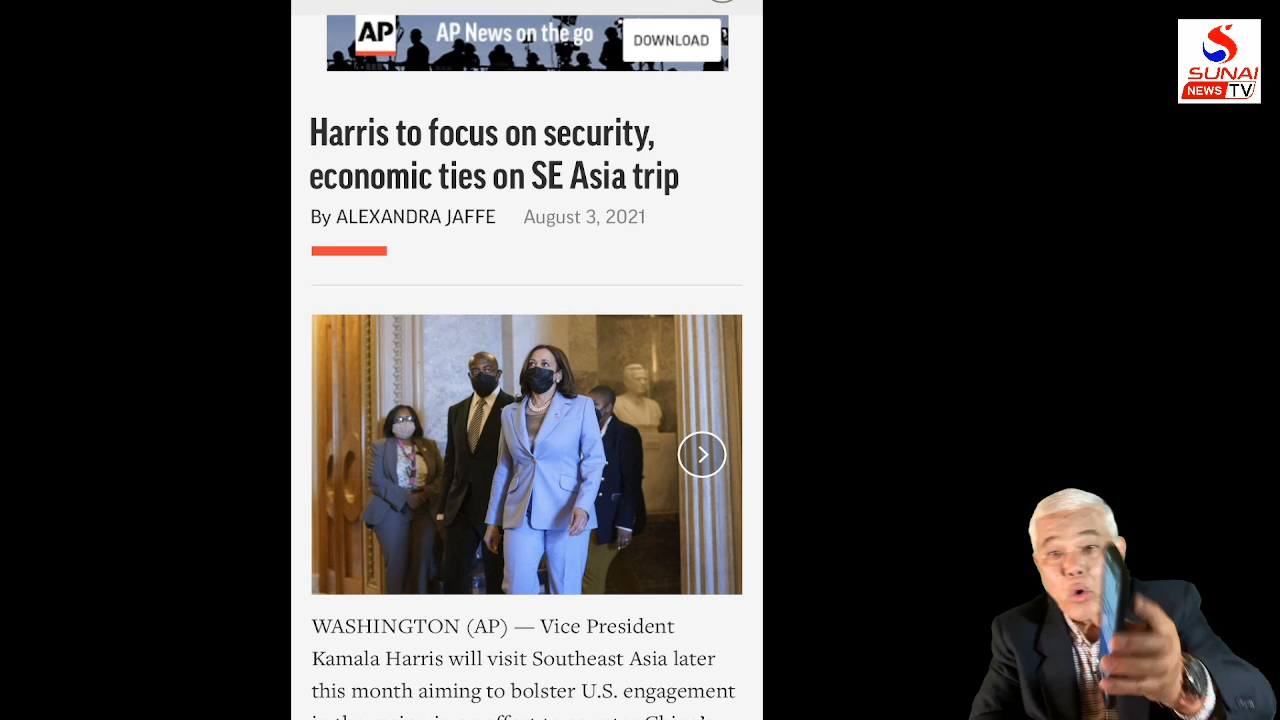 AP
AP News on the go
DOWNLOAD
SUNAI
NEWS TV
Harris to focus on security,
economic ties on SE Asia trip
By ALEXANDRA JAFFE August 3, 2021
WASHINGTON (AP) — Vice President
Kamala Harris will visit Southeast Asia later
this month aiming to bolster U.S. engagement